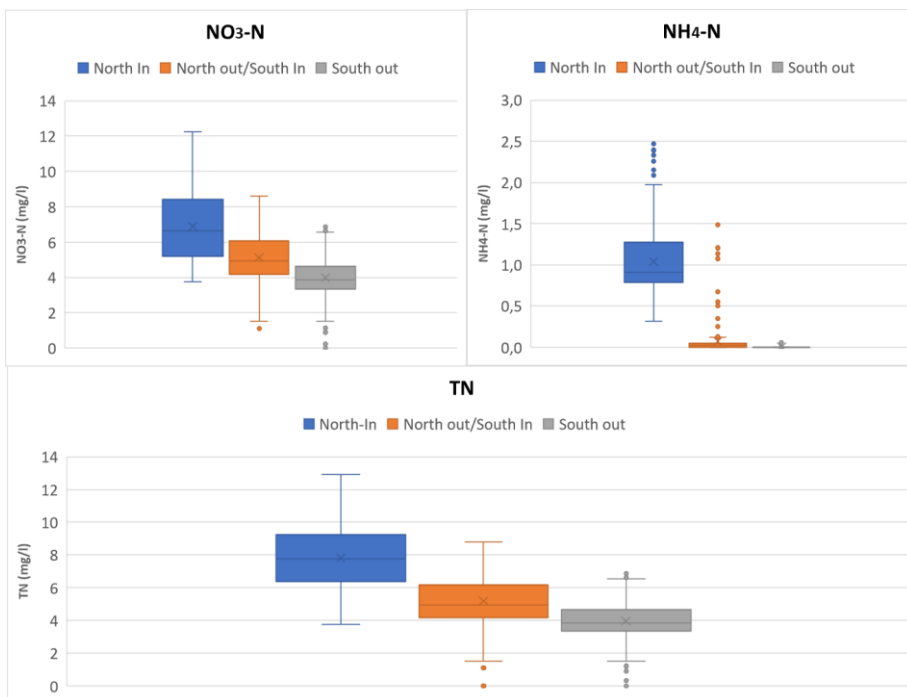 NO3-N
North In North out/South In South out
NO3-N (mg/l)
14
12
10
8
6
4
2
0
NH4-N
North In North out/South In South out
NH4-N (mg/l)
3,0
2,5
2,0
1,5
1,0
0,5
0,0
TN
North-In North out/South In South out
TN (mg/l)
14
12
10
8
6
4
2
0